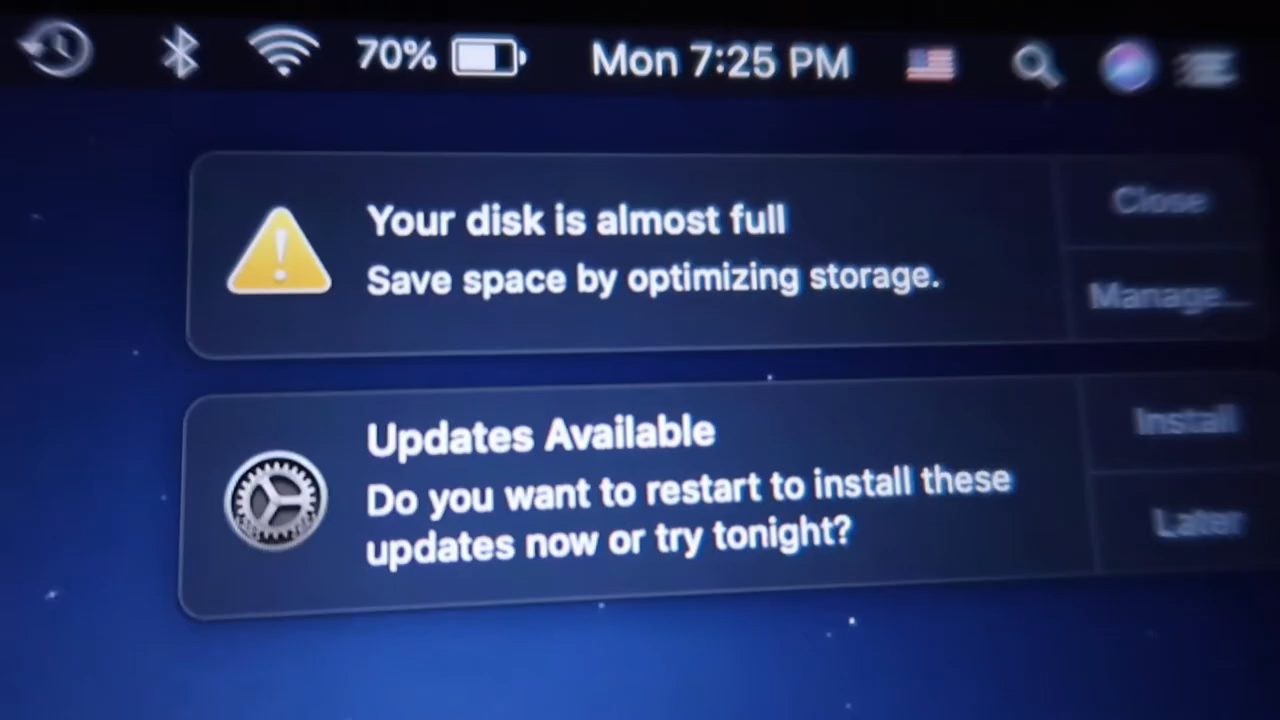 70% Mon 7:25 PM
Your disk is almost full
Save space by optimizing storage.
Close
Manage...
Updates Available
Do you want to restart to install these
updates now or try tonight?
Install
Later